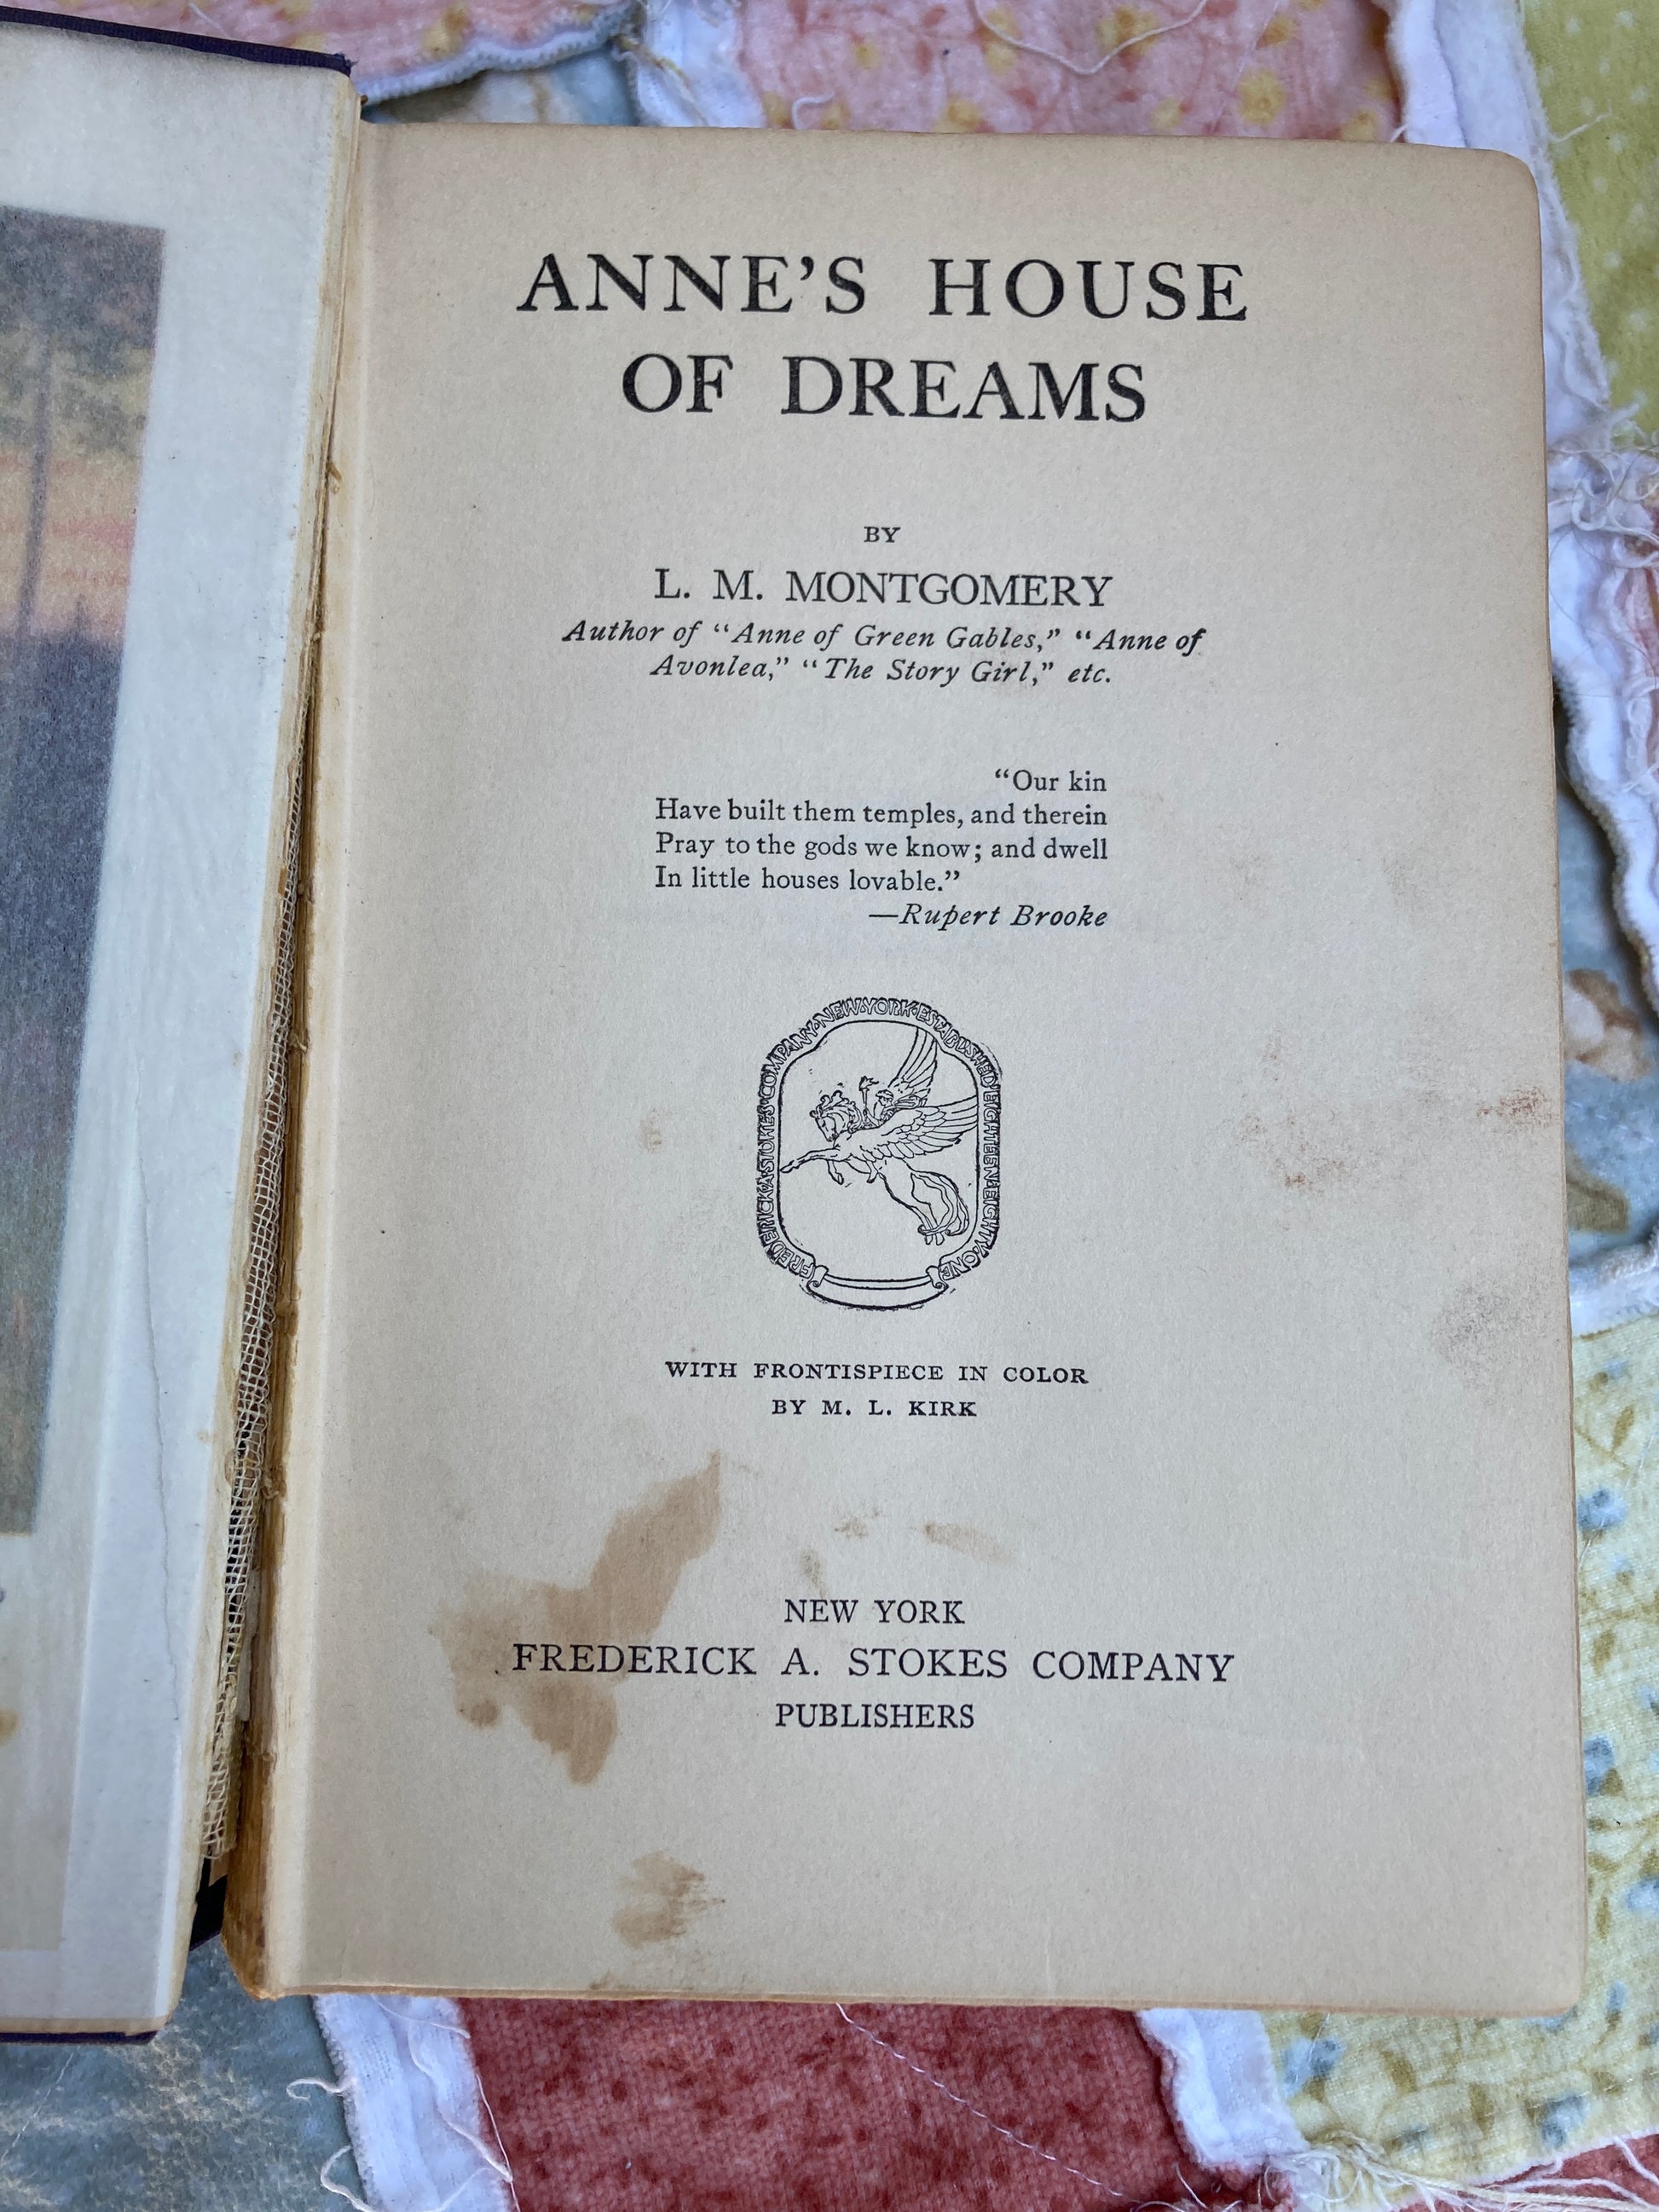 ANNE'S HOUSE
OF DREAMS
BY
L. M. MONTGOMERY
Author of “Anne of Green Gables,” “Anne of
Avonlea,” “The Story Girl,” etc.
“Our kin
Have built them temples, and therein
Pray to the gods we know; and dwell
In little houses lovable.”
—Rupert Brooke
FREDERICK·A·STOKES·COMPANY·NEW·YORK·ESTABLISHED·EIGHTEEN·EIGHTY·ONE
WITH FRONTISPIECE IN COLOR
BY M. L. KIRK
NEW YORK
FREDERICK A. STOKES COMPANY
PUBLISHERS